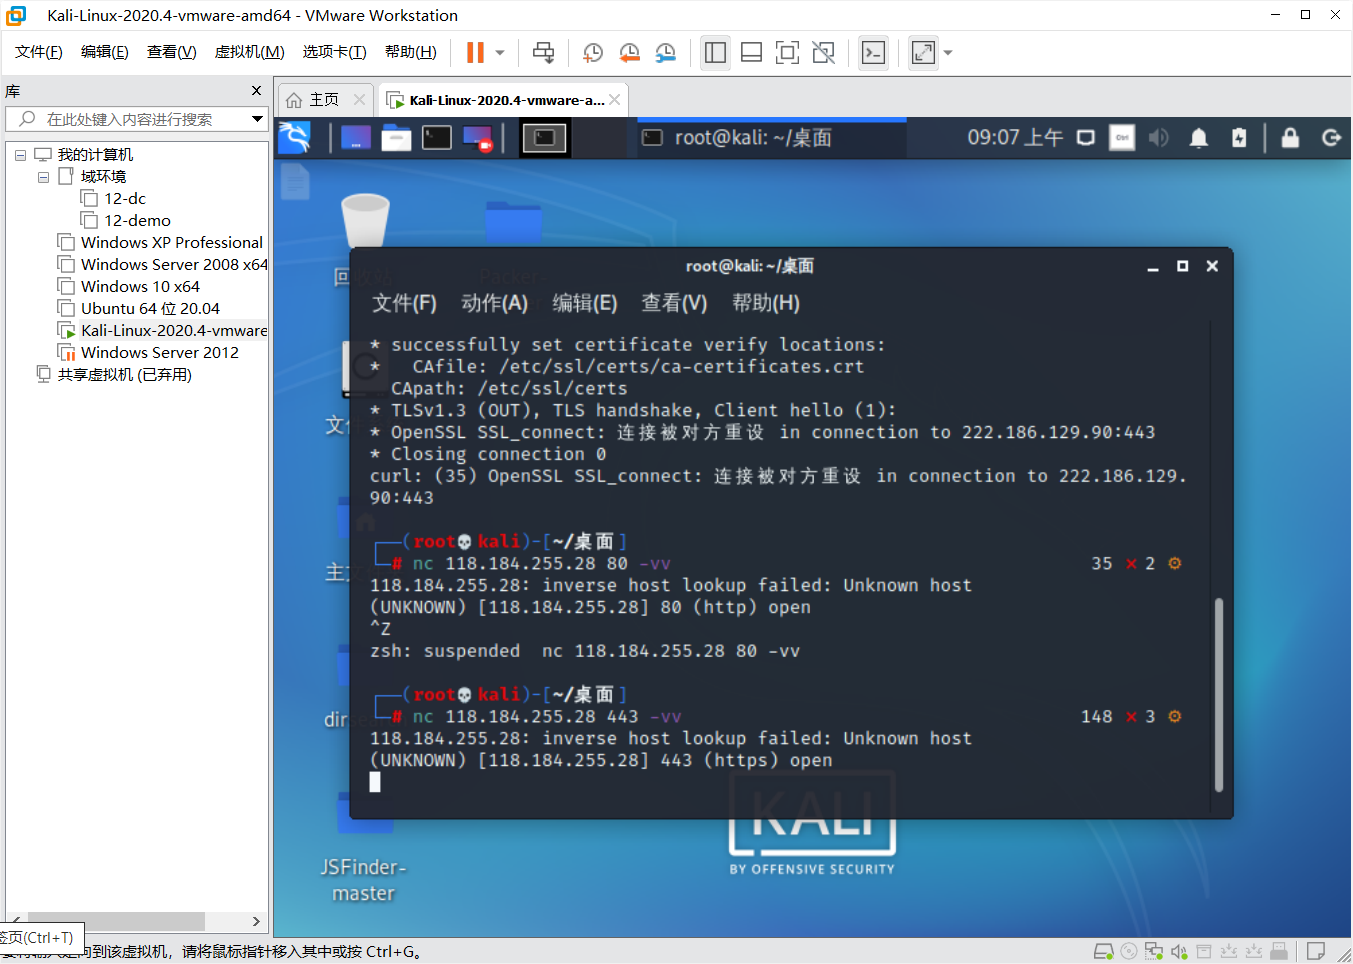 Kali-Linux-2020.4-vmware-amd64 - VMware Workstation
文件(F) 编辑(E) 查看(V) 虚拟机(M) 选项卡(T) 帮助(H)
库
在此处键入内容进行搜索
我的计算机
域环境
12-dc
12-demo
Windows XP Professional
Windows Server 2008 x64
Windows 10 x64
Ubuntu 64 位 20.04
Kali-Linux-2020.4-vmware
Windows Server 2012
共享虚拟机 (已弃用)
主页
Kali-Linux-2020.4-vmware-a...
root@kali: ~/桌面
09:07 上午
Ctrl
root@kali: ~/桌面
文件(F) 动作(A) 编辑(E) 查看(V) 帮助(H)
* successfully set certificate verify locations:
*   CAfile: /etc/ssl/certs/ca-certificates.crt
  CApath: /etc/ssl/certs
* TLSv1.3 (OUT), TLS handshake, Client hello (1):
* OpenSSL SSL_connect: 连接被对方重设 in connection to 222.186.129.90:443
* Closing connection 0
curl: (35) OpenSSL SSL_connect: 连接被对方重设 in connection to 222.186.129.
90:443
(root💀kali)-[~/桌面]
# nc 118.184.255.28 80 -vv 35 ⨯ 2 ⚙
118.184.255.28: inverse host lookup failed: Unknown host
(UNKNOWN) [118.184.255.28] 80 (http) open
^Z
zsh: suspended  nc 118.184.255.28 80 -vv
(root💀kali)-[~/桌面]
# nc 118.184.255.28 443 -vv 148 ⨯ 3 ⚙
118.184.255.28: inverse host lookup failed: Unknown host
(UNKNOWN) [118.184.255.28] 443 (https) open
KALI
BY OFFENSIVE SECURITY
JSFinder-
master
签页(Ctrl+T)
到该虚拟机，请将鼠标指针移入其中或按 Ctrl+G。